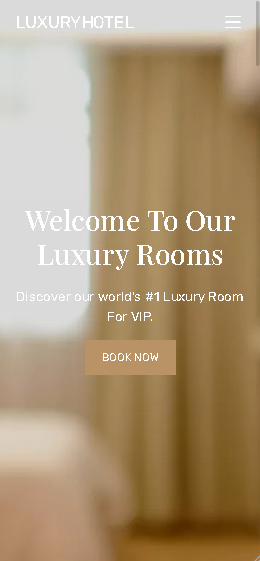 LUXURYHOTEL
Welcome To Our
Luxury Rooms
Discover our world's #1 Luxury Room
For VIP.
BOOK NOW